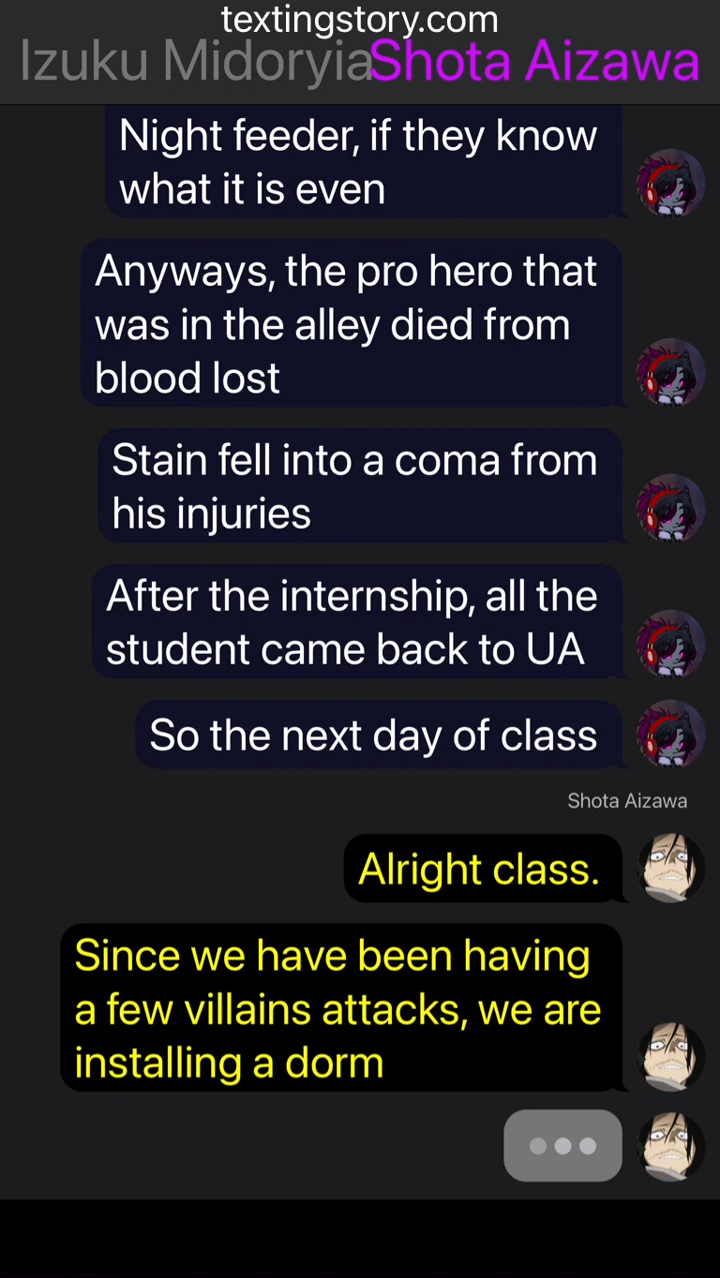 textingstory.com
Izuku Midoryia Shota Aizawa
Night feeder, if they know
what it is even
Anyways, the pro hero that
was in the alley died from
blood lost
Stain fell into a coma from
his injuries
After the internship, all the
student came back to UA
So the next day of class
Shota Aizawa
Alright class.
Since we have been having
a few villains attacks, we are
installing a dorm